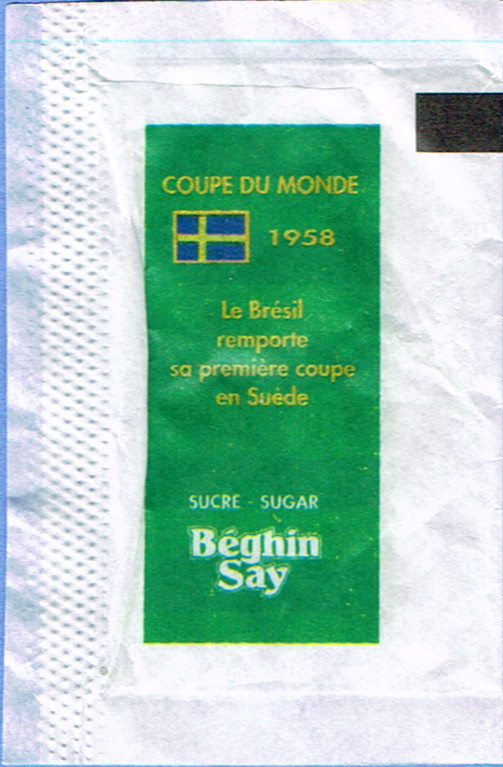 COUPE DU MONDE
1958
Le Brésil
remporte
sa première coupe
en Suède
SUCRE - SUGAR
Béghin
Say